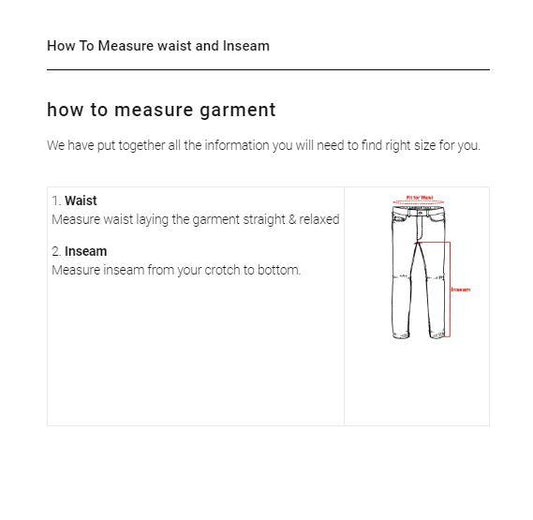 How To Measure waist and Inseam
how to measure garment
We have put together all the information you will need to find right size for you.
1. Waist
Measure waist laying the garment straight & relaxed
2. Inseam
Measure inseam from your crotch to bottom.
Fit for Waist
Inseam